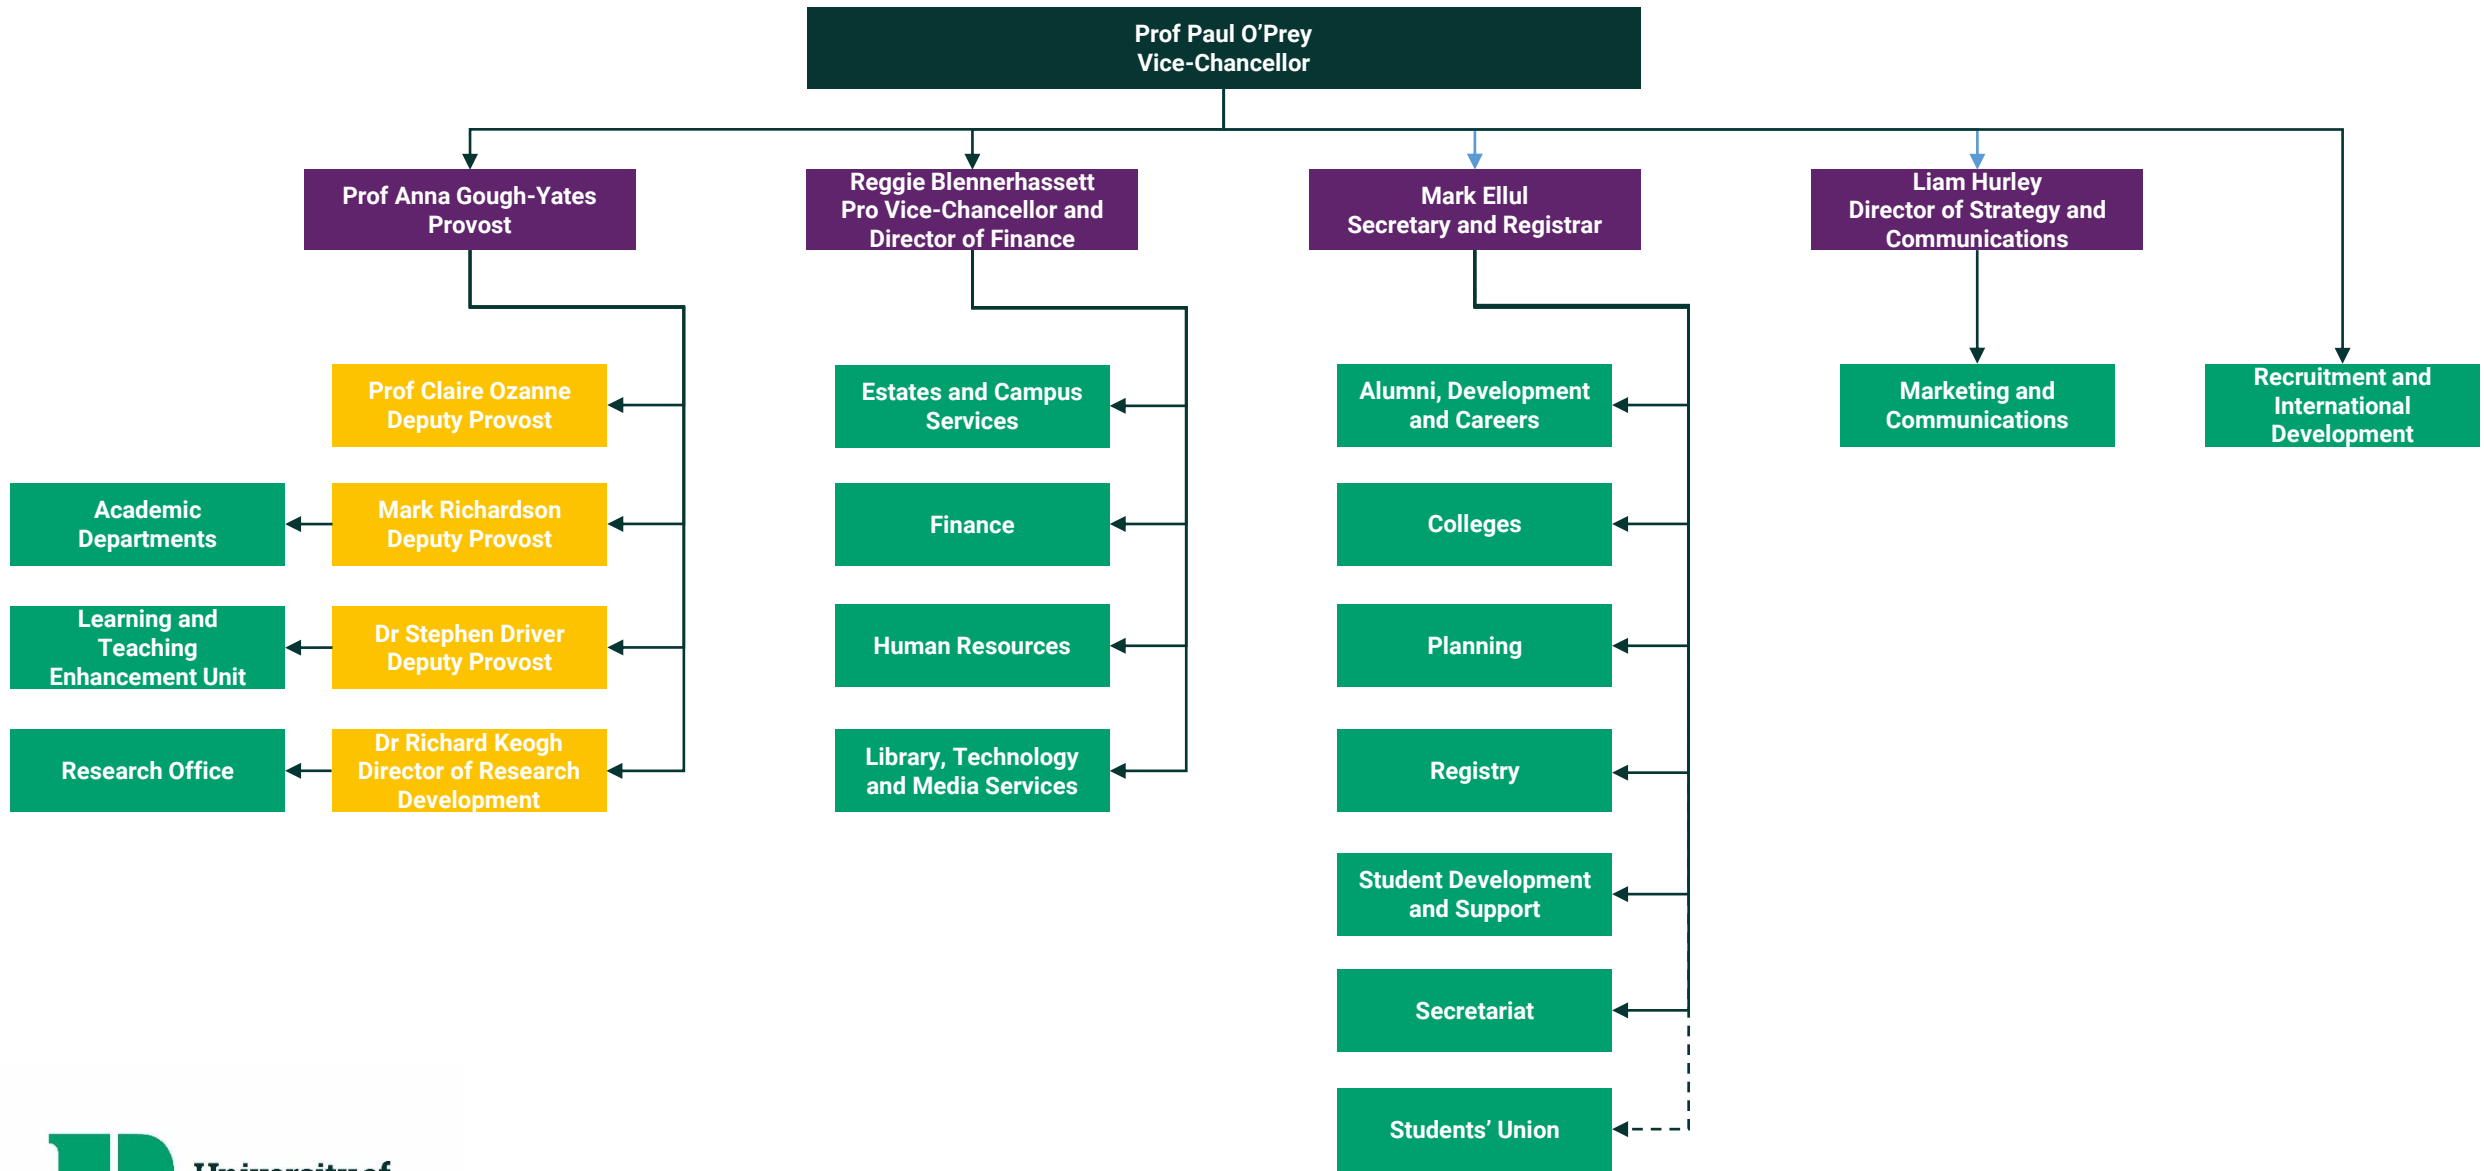 Prof Paul O’Prey
Vice-Chancellor
Prof Anna Gough-Yates
Provost
Reggie Blennerhassett
Pro Vice-Chancellor and
Director of Finance
Mark Ellul
Secretary and Registrar
Liam Hurley
Director of Strategy and
Communications
Prof Claire Ozanne
Deputy Provost
Estates and Campus
Services
Alumni, Development
and Careers
Marketing and
Communications
Recruitment and
International
Development
Academic
Departments
Mark Richardson
Deputy Provost
Finance
Colleges
Learning and
Teaching
Enhancement Unit
Dr Stephen Driver
Deputy Provost
Human Resources
Planning
Research Office
Dr Richard Keogh
Director of Research
Development
Library, Technology
and Media Services
Registry
Student Development
and Support
Secretariat
Students’ Union
University of